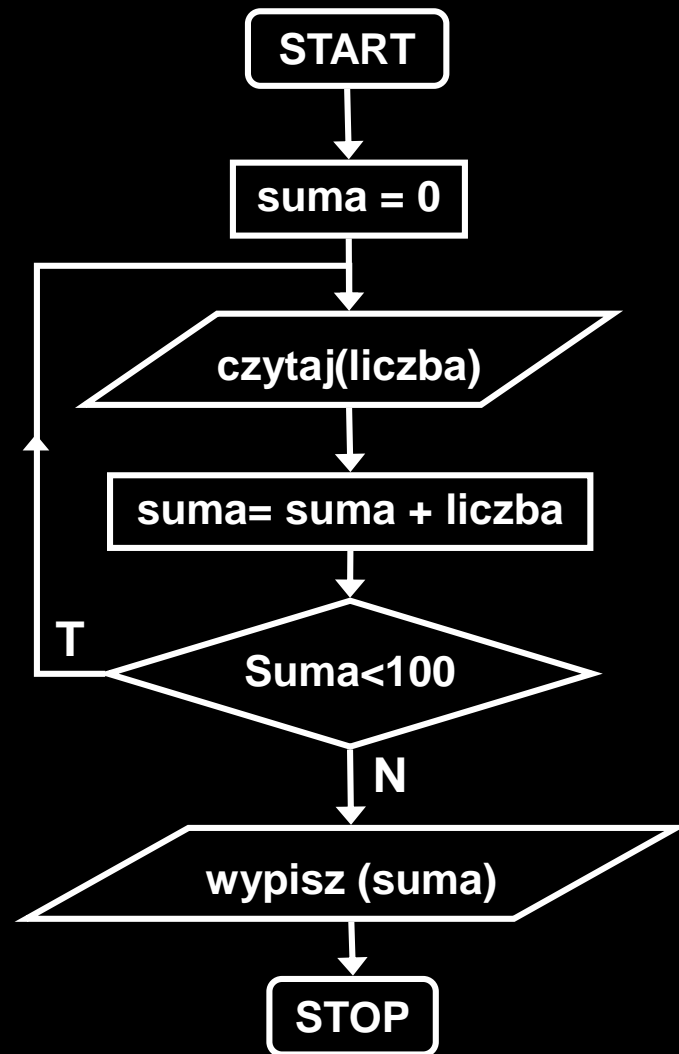 START
suma = 0
czytaj(liczba)
suma= suma + liczba
T
Suma<100
N
wypisz (suma)
STOP